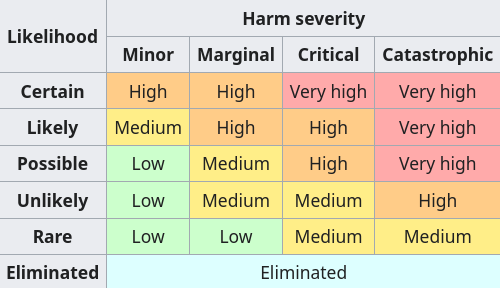 Likelihood
Harm severity
Minor Marginal Critical Catastrophic
Certain High High Very high Very high
Likely Medium High High Very high
Possible Low Medium High Very high
Unlikely Low Medium Medium High
Rare Low Low Medium Medium
Eliminated Eliminated